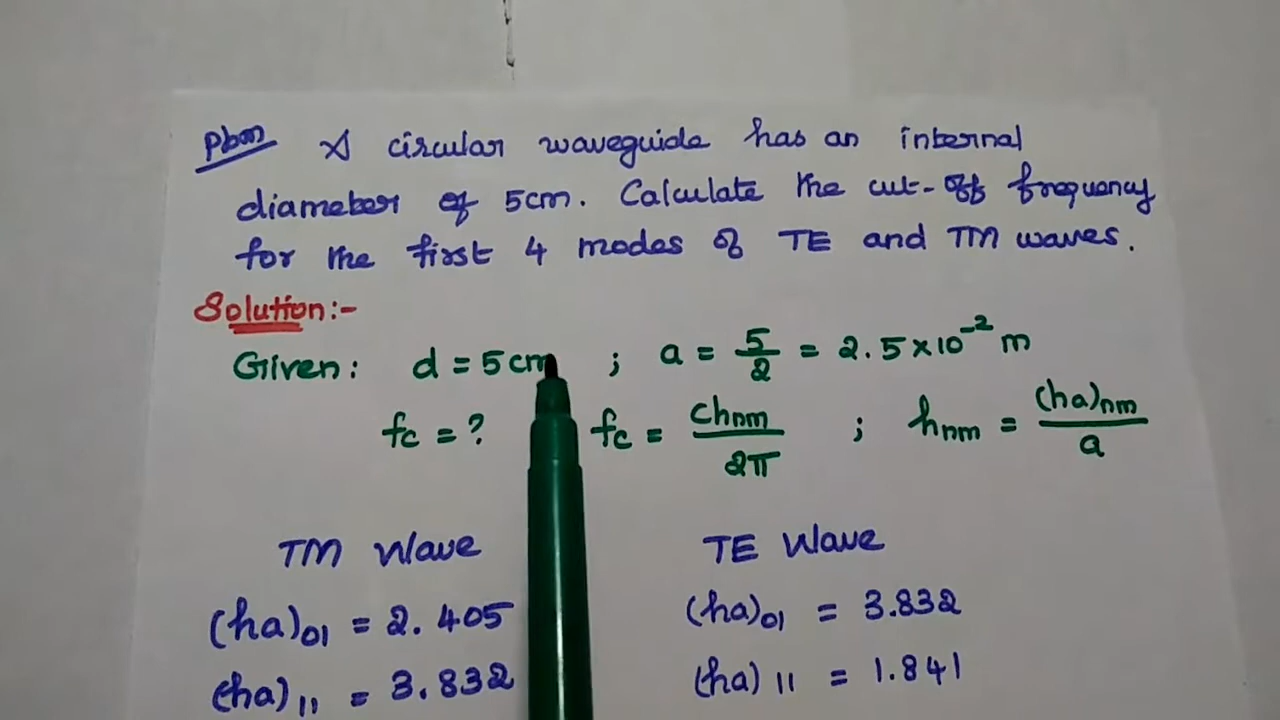 Pbm A circular waveguide has an internal
diameter of 5cm. Calculate the cut-off frequency
for the first 4 modes of TE and TM waves.
Solution:-
Given: d = 5cm ; a = 5/2 = 2.5×10⁻² m
fc = ? fc = chnm/2π ; hnm = (ha)nm/a
TM Wave TE Wave
(ha)01 = 2.405 (ha)01 = 3.832
(ha)11 = 3.832 (ha)11 = 1.841